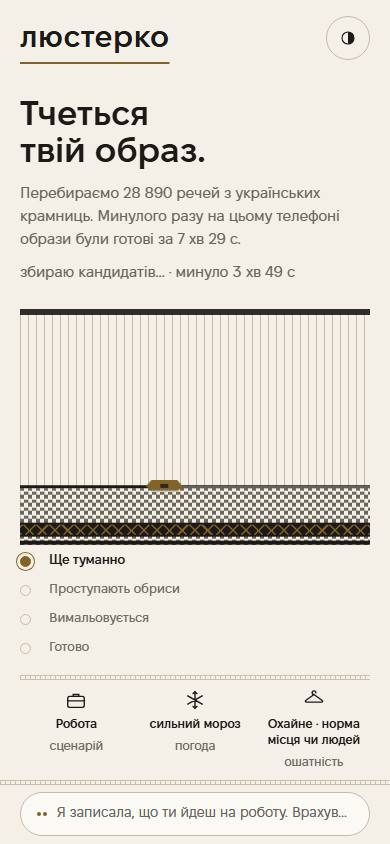 люстерко
Тчеться
твій образ.
Перебираємо 28 890 речей з українських
крамниць. Минулого разу на цьому телефоні
образи були готові за 7 хв 29 с.
збираю кандидатів... · минуло 3 хв 49 с
Ще туманно
Проступають обриси
Вимальовується
Готово
Робота
сценарій
сильний мороз
погода
Охайне · норма
місця чи людей
ошатність
Я записала, що ти йдеш на роботу. Врахув...